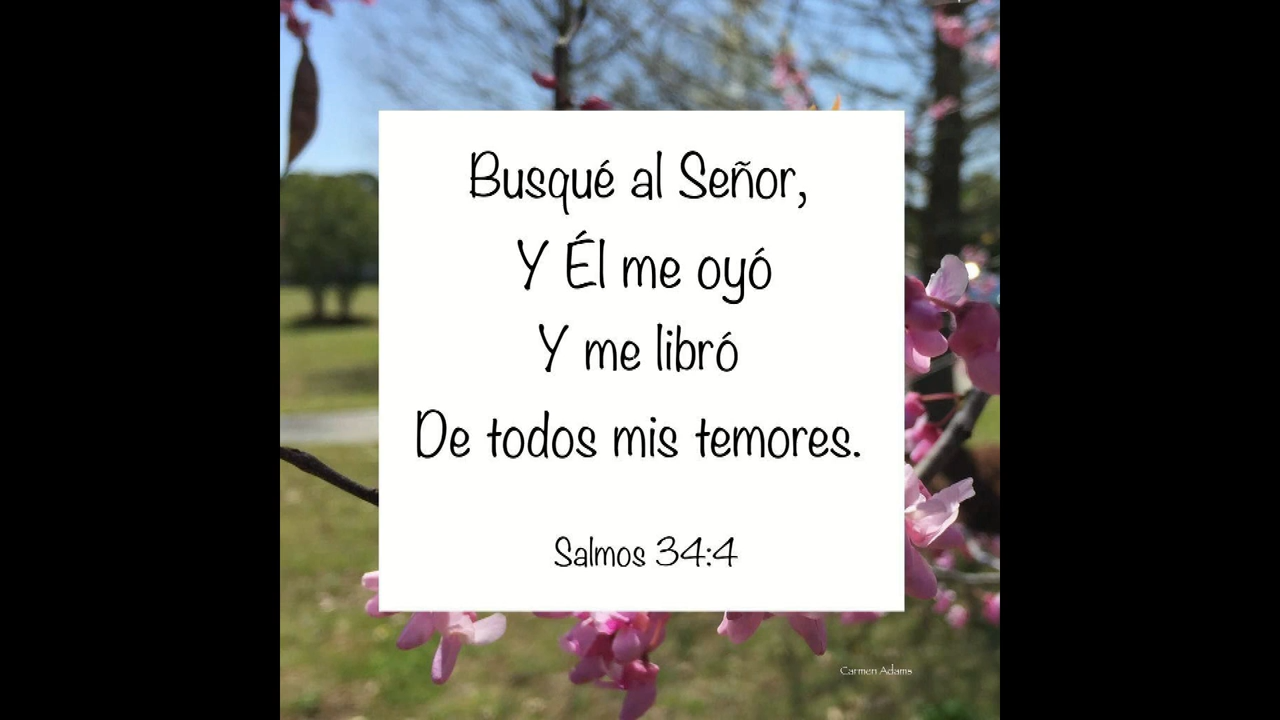 Busqué al Señor,
Y Él me oyó
Y me libró
De todos mis temores.
Salmos 34:4
Carmen Adams